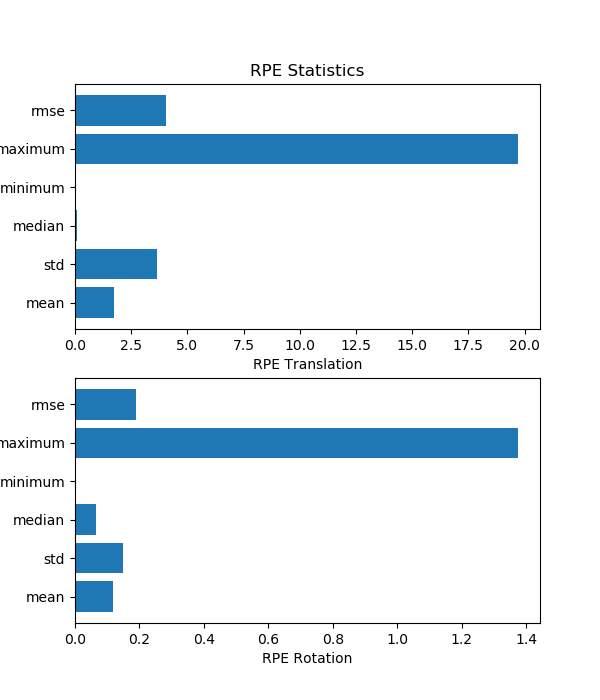 RPE Statistics
rmse
maximum
minimum
median
std
mean
0.0 2.5 5.0 7.5 10.0 12.5 15.0 17.5 20.0
RPE Translation
rmse
maximum
minimum
median
std
mean
0.0 0.2 0.4 0.6 0.8 1.0 1.2 1.4
RPE Rotation